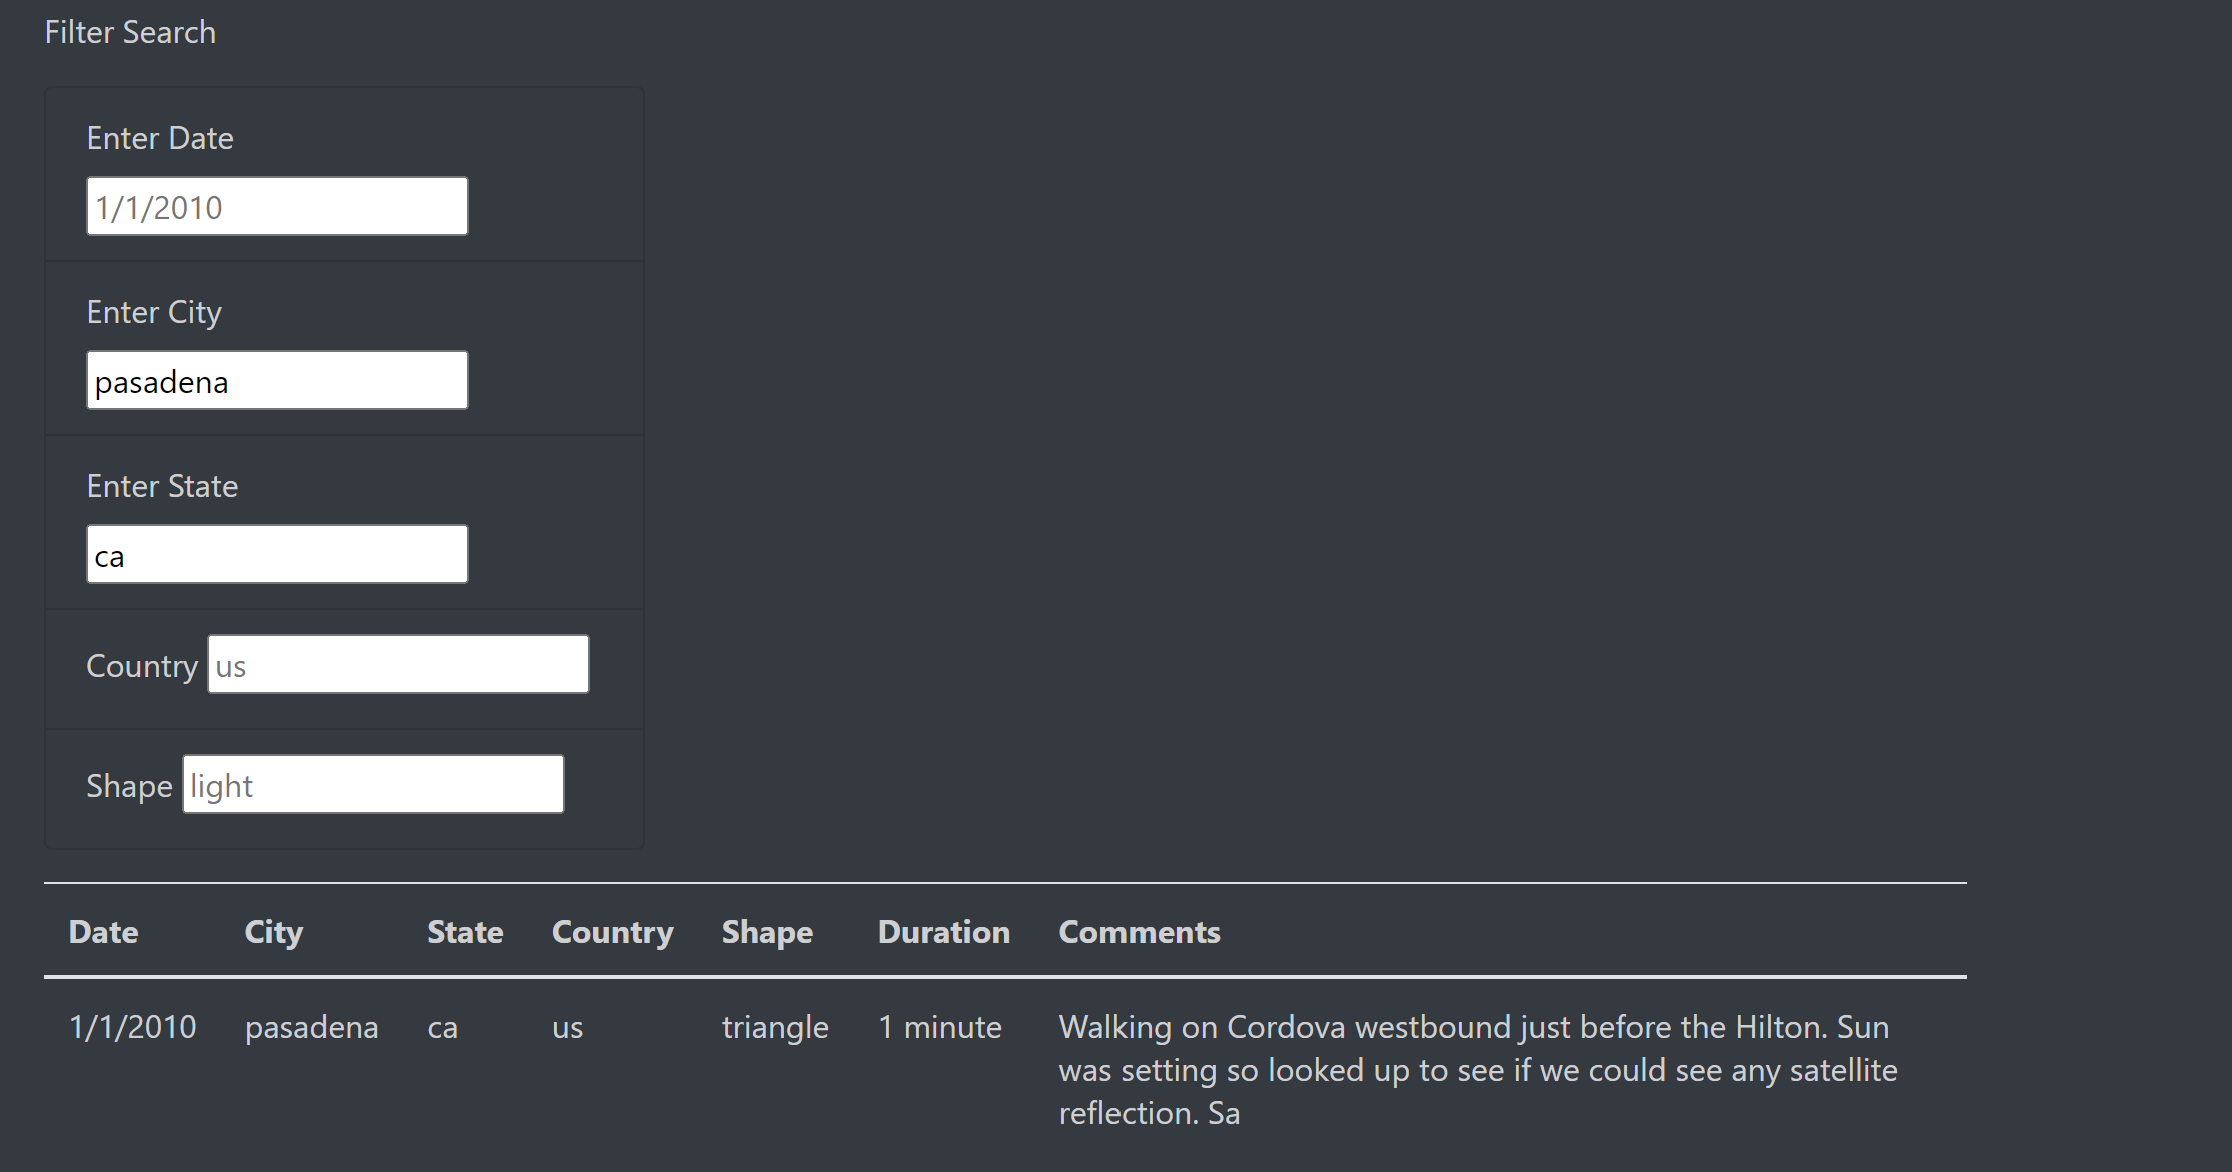 Filter Search
Enter Date
1/1/2010
Enter City
pasadena
Enter State
ca
Country us
Shape light
Date City State Country Shape Duration Comments
1/1/2010 pasadena ca us triangle 1 minute Walking on Cordova westbound just before the Hilton. Sun
was setting so looked up to see if we could see any satellite
reflection. Sa